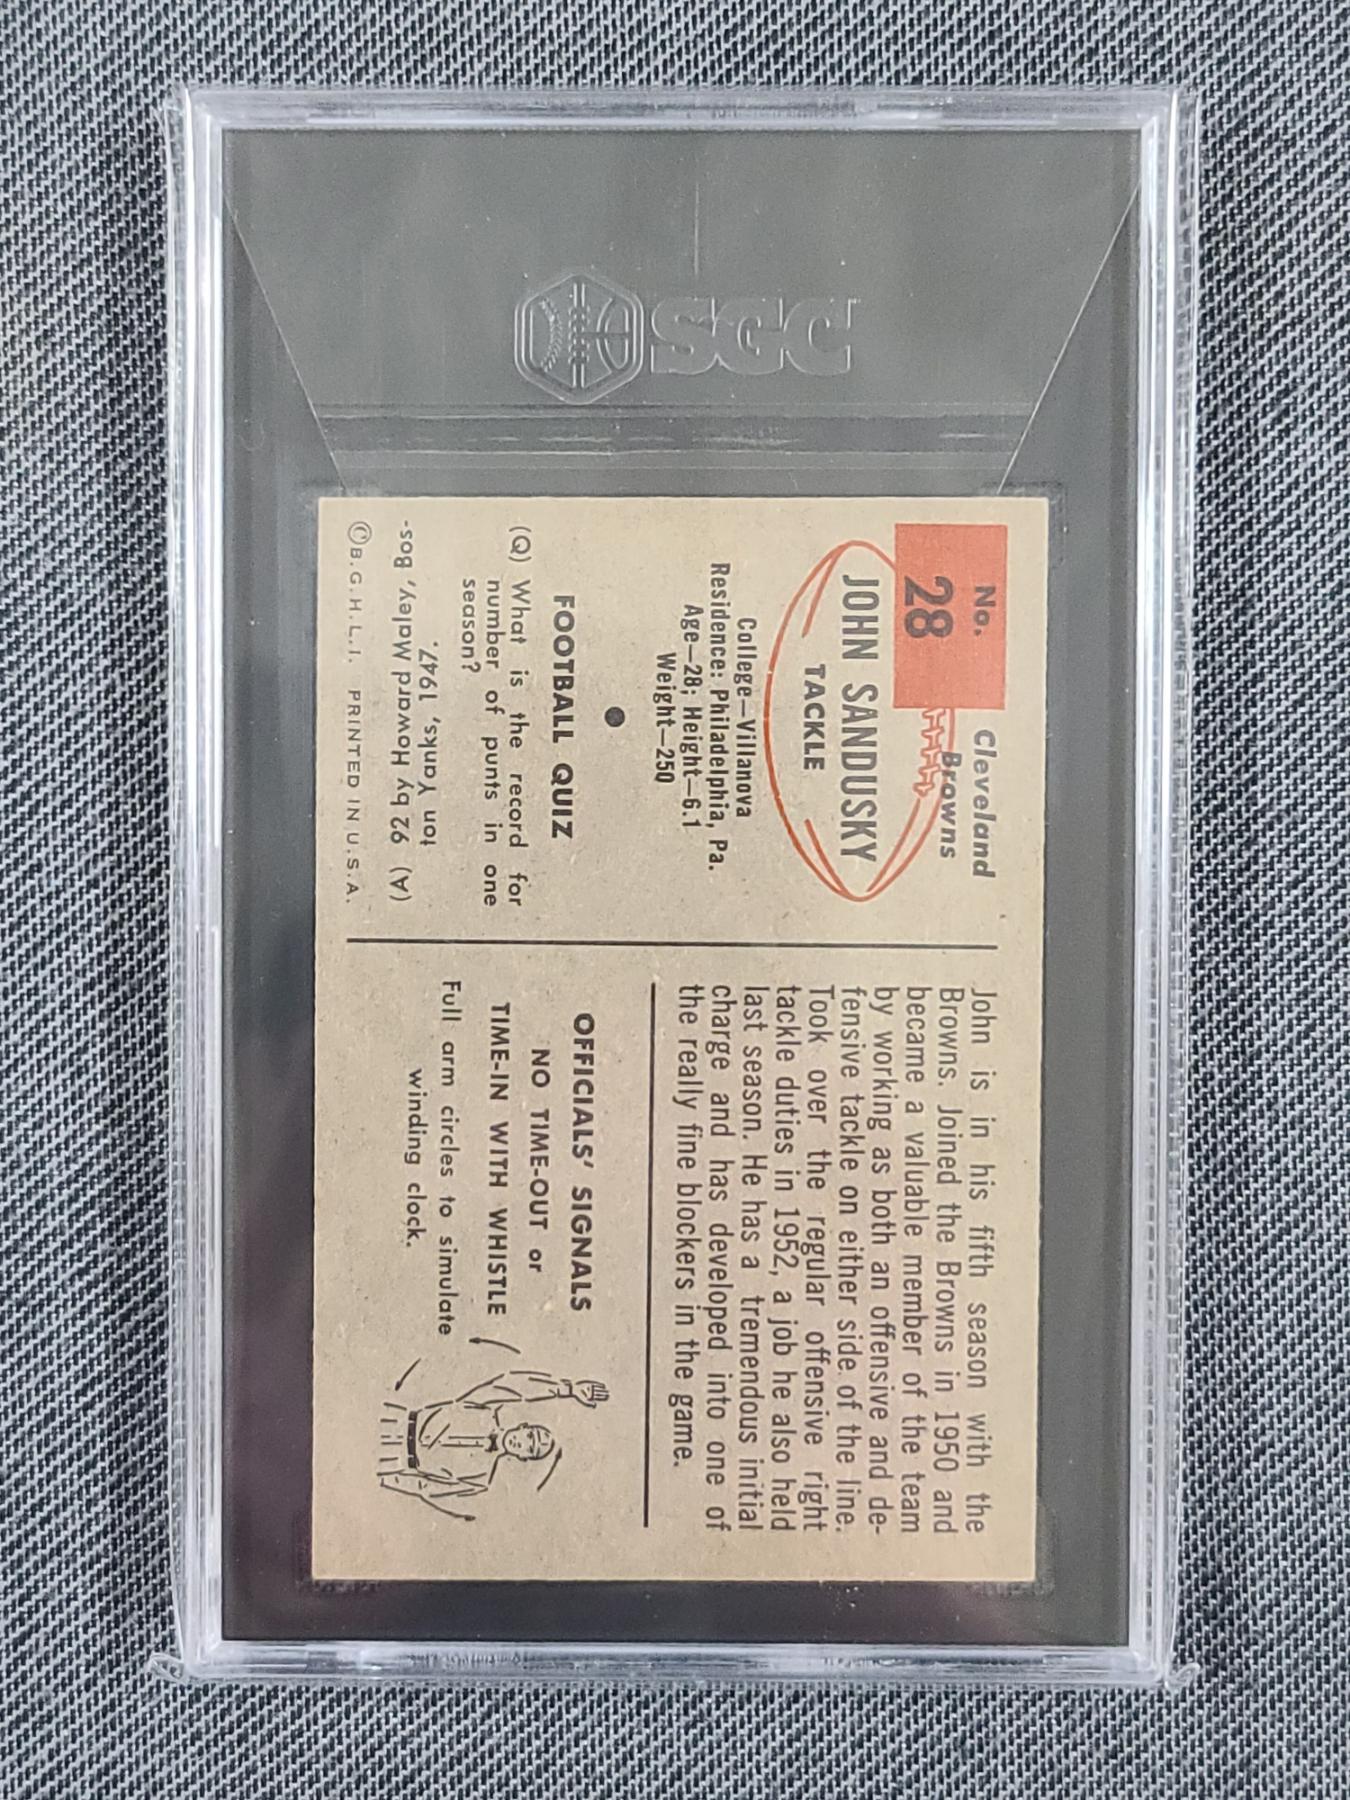 SGC
No.
28
Cleveland
Browns
JOHN SANDUSKY
TACKLE
College—Villanova
Residence: Philadelphia, Pa.
Age—28; Height—6:1
Weight—250
FOOTBALL QUIZ
(Q) What is the record for
number of punts in one
season?
(A) 92 by Howard Maley, Bos-
ton Yanks, 1947.
©B.G.H.L.I. PRINTED IN U.S.A.
John is in his fifth season with the
Browns. Joined the Browns in 1950 and
became a valuable member of the team
by working as both an offensive and de-
fensive tackle on either side of the line.
Took over the regular offensive right
tackle duties in 1952, a job he also held
last season. He has a tremendous initial
charge and has developed into one of
the really fine blockers in the game.
OFFICIALS' SIGNALS
NO TIME-OUT or
TIME-IN WITH WHISTLE
Full arm circles to simulate
winding clock.